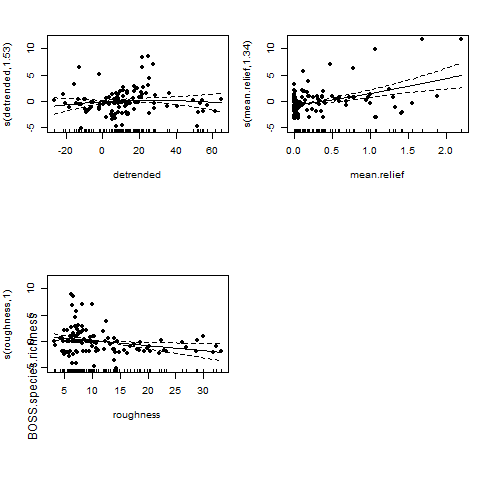 s(detrended,1.53)
10
5
0
-5
-20 0 20 40 60
detrended
s(mean.relief,1.34)
10
5
0
-5
0.0 0.5 1.0 1.5 2.0
mean.relief
s(roughness,1)
BOSS.species.richness
10
5
0
-5
5 10 15 20 25 30
roughness